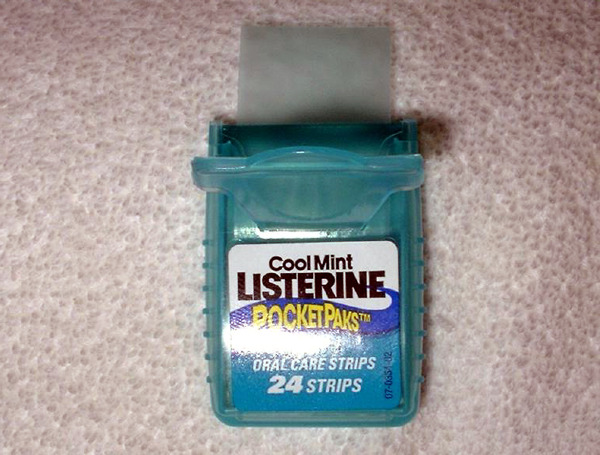 Cool Mint
LISTERINE
POCKETPAKS™
ORAL CARE STRIPS
24 STRIPS